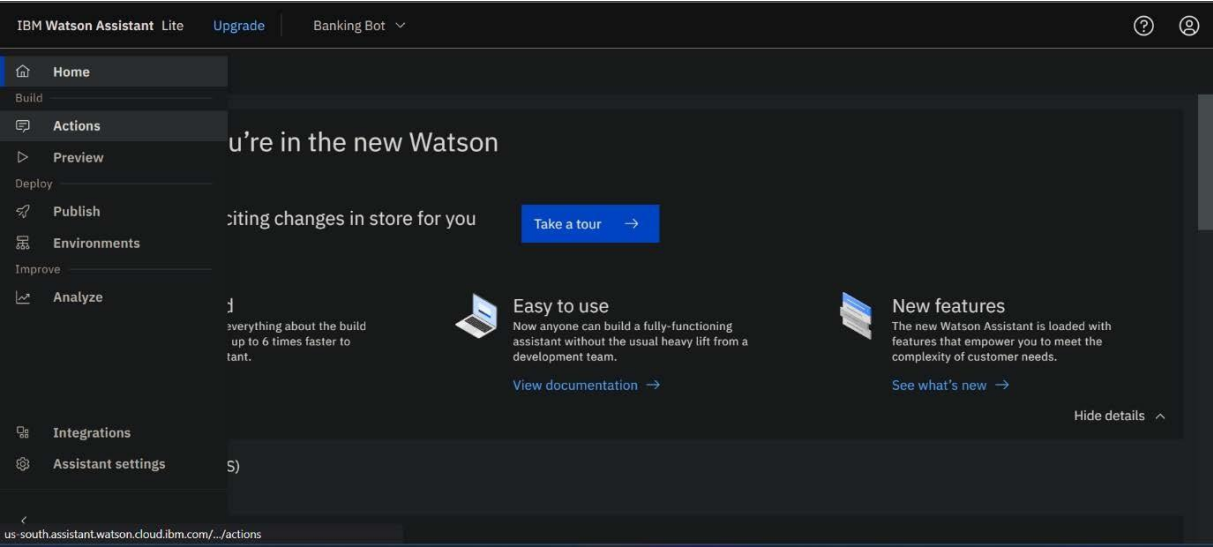 IBM Watson Assistant Lite Upgrade Banking Bot
Home
Build
Actions
Preview
Deploy
Publish
Environments
Improve
Analyze
Integrations
Assistant settings
u're in the new Watson
citing changes in store for you
Take a tour
d
everything about the build
up to 6 times faster to
tant.
Easy to use
Now anyone can build a fully-functioning
assistant without the usual heavy lift from a
development team.
View documentation
New features
The new Watson Assistant is loaded with
features that empower you to meet the
complexity of customer needs.
See what's new
Hide details
S)
us-south.assistant.watson.cloud.ibm.com/.../actions